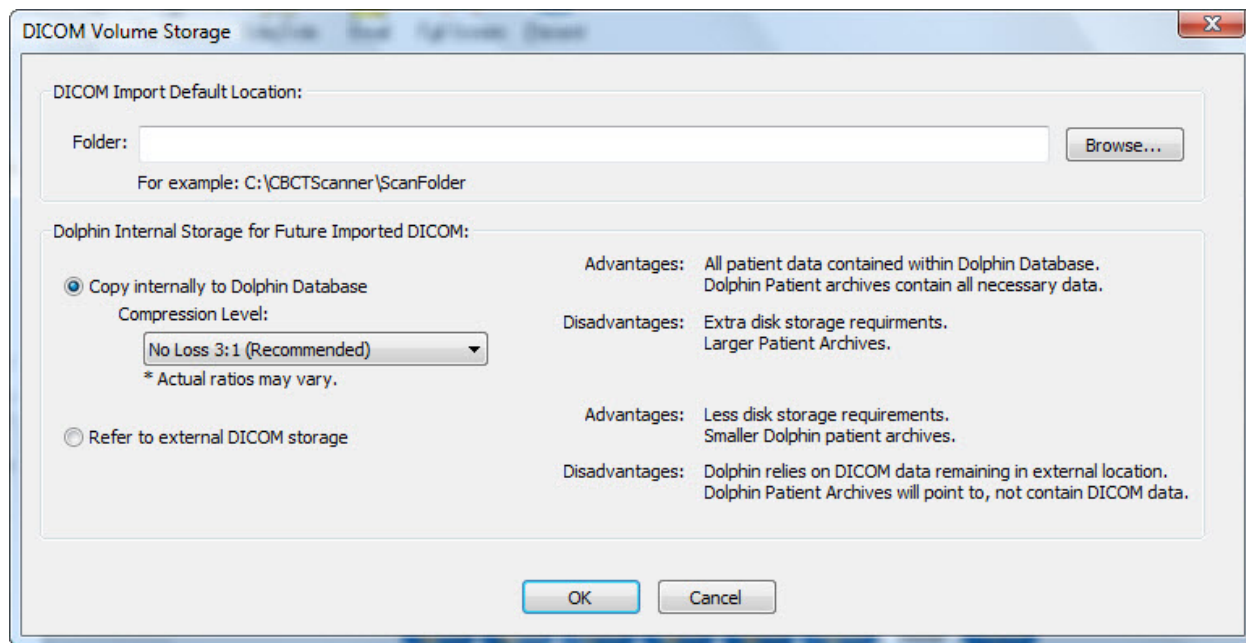 DICOM Volume Storage
DICOM Import Default Location:
Folder:
Browse...
For example: C:\CBCTScanner\ScanFolder
Dolphin Internal Storage for Future Imported DICOM:
Copy internally to Dolphin Database
Compression Level:
No Loss 3:1 (Recommended)
* Actual ratios may vary.
Advantages: All patient data contained within Dolphin Database.
Dolphin Patient archives contain all necessary data.
Disadvantages: Extra disk storage requirments.
Larger Patient Archives.
Refer to external DICOM storage
Advantages: Less disk storage requirements.
Smaller Dolphin patient archives.
Disadvantages: Dolphin relies on DICOM data remaining in external location.
Dolphin Patient Archives will point to, not contain DICOM data.
OK
Cancel